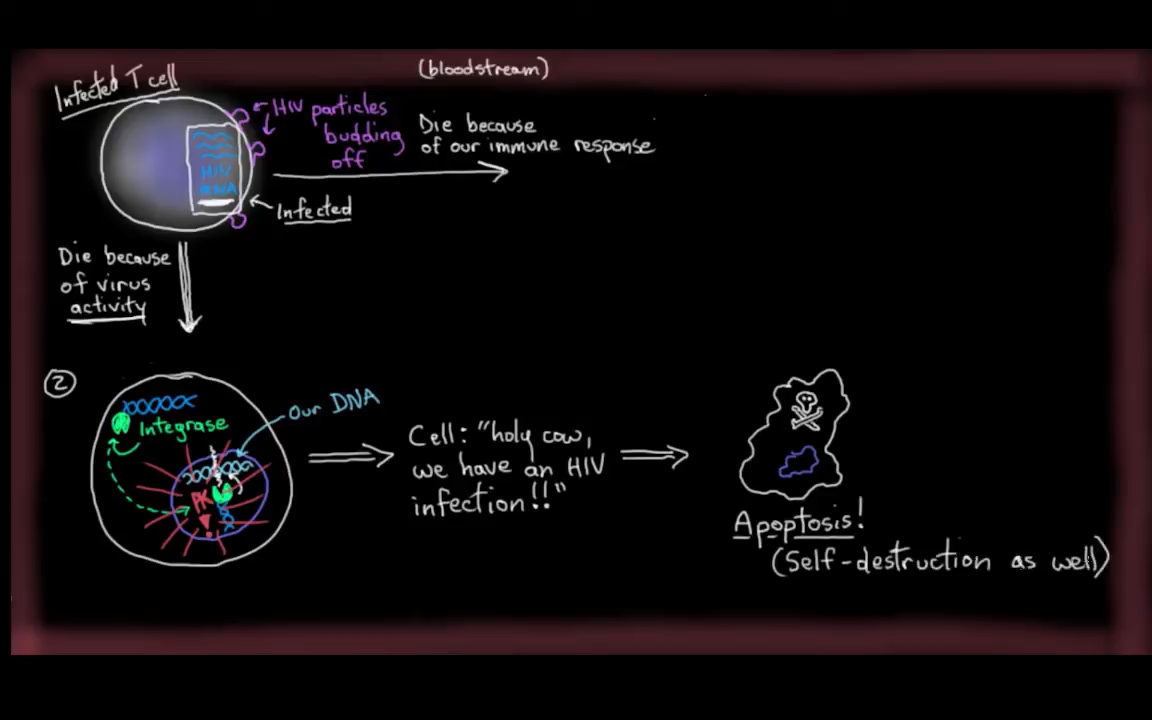 Infected T cell
(bloodstream)
HIV particles
budding
off
Die because
of our immune response
HIV
RNA
Infected
Die because
of virus
activity
2
Our DNA
Integrase
PK
Cell: "holy cow,
we have an HIV
infection!!"
Apoptosis!
(Self-destruction as well)